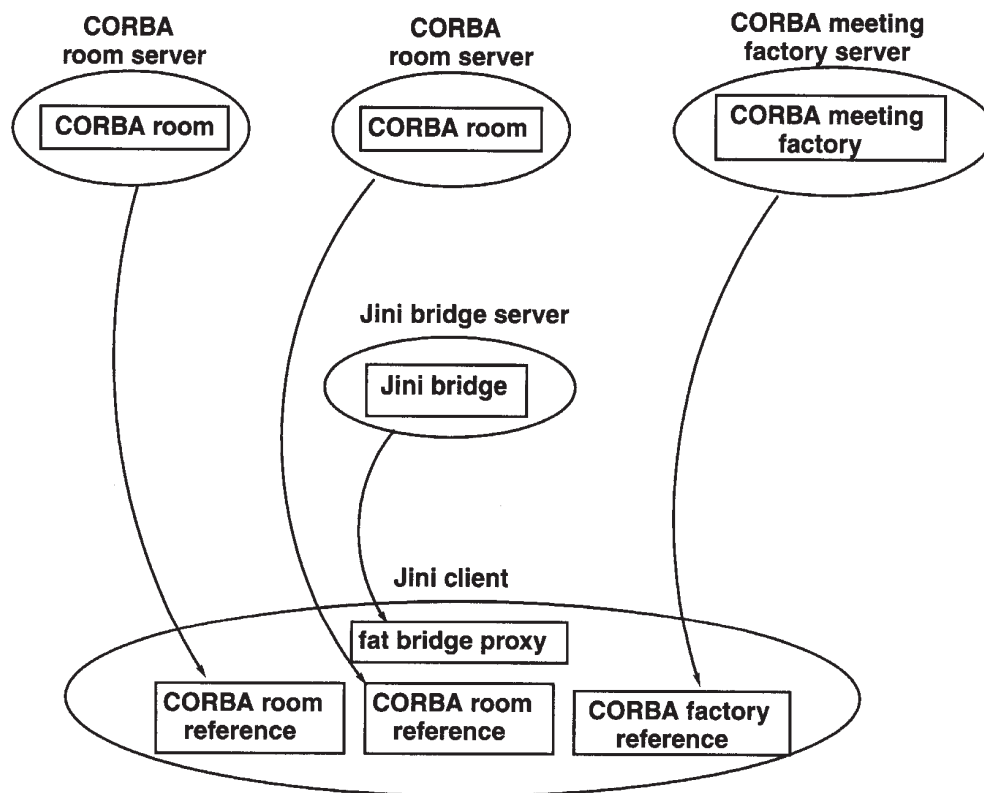 CORBA
room server
CORBA
room server
CORBA meeting
factory server
CORBA room
CORBA room
CORBA meeting
factory
Jini bridge server
Jini bridge
Jini client
fat bridge proxy
CORBA room
reference
CORBA room
reference
CORBA factory
reference